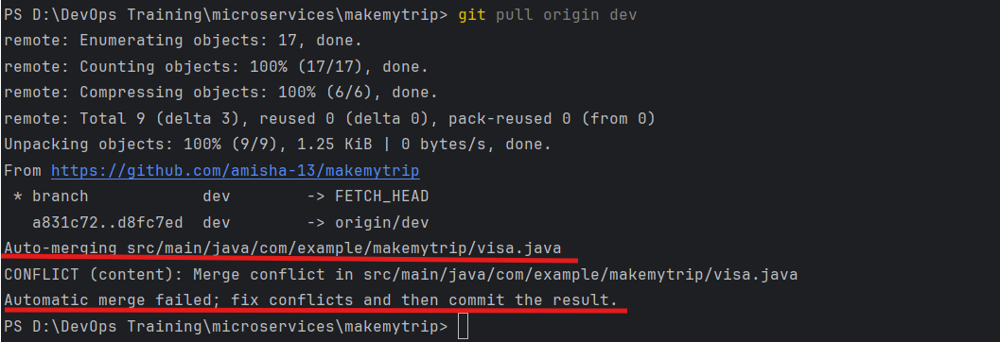 PS D:\DevOps Training\microservices\makemytrip> git pull origin dev
remote: Enumerating objects: 17, done.
remote: Counting objects: 100% (17/17), done.
remote: Compressing objects: 100% (6/6), done.
remote: Total 9 (delta 3), reused 0 (delta 0), pack-reused 0 (from 0)
Unpacking objects: 100% (9/9), 1.25 KiB | 0 bytes/s, done.
From https://github.com/amisha-13/makemytrip
 * branch            dev        -> FETCH_HEAD
   a831c72..d8fc7ed  dev        -> origin/dev
Auto-merging src/main/java/com/example/makemytrip/visa.java
CONFLICT (content): Merge conflict in src/main/java/com/example/makemytrip/visa.java
Automatic merge failed; fix conflicts and then commit the result.
PS D:\DevOps Training\microservices\makemytrip>